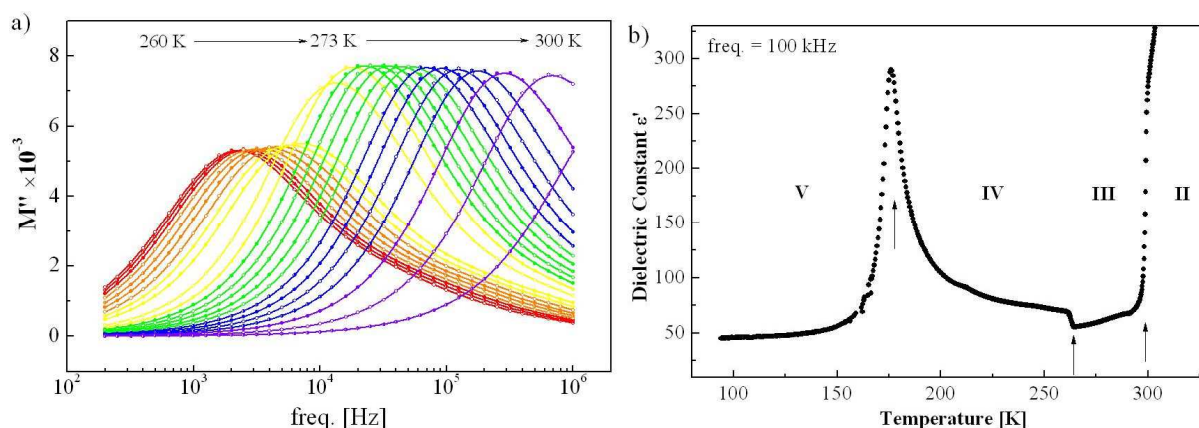 a)
260 K
273 K
300 K
8
6
4
2
0
M'' ×10⁻³
10²
10³
10⁴
10⁵
10⁶
freq. [Hz]
b)
freq. = 100 kHz
300
250
200
150
100
50
Dielectric Constant ε'
V
IV
III
II
100
150
200
250
300
Temperature [K]